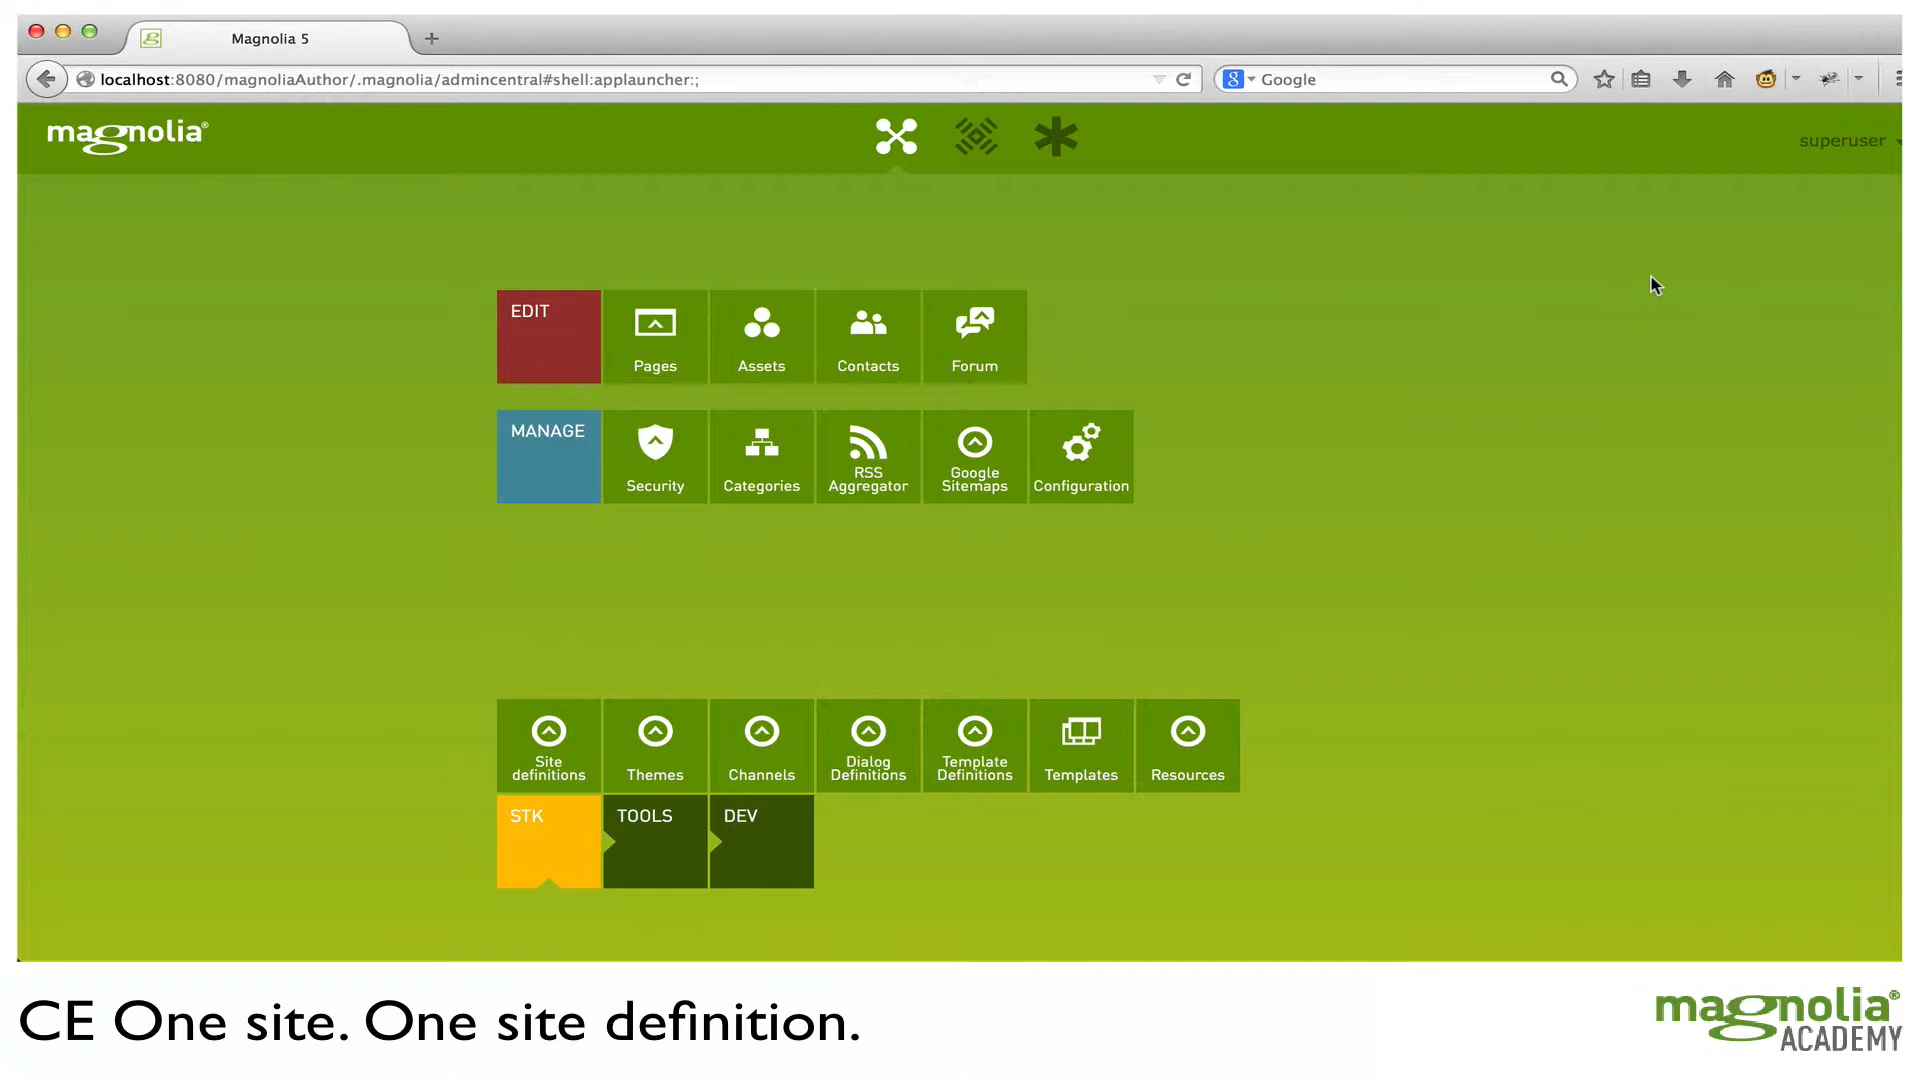 Magnolia 5
localhost:8080/magnoliaAuthor/.magnolia/admincentral#shell:applauncher:;
Google
magnolia®
superuser
EDIT
Pages
Assets
Contacts
Forum
MANAGE
Security
Categories
RSS
Aggregator
Google
Sitemaps
Configuration
Site
definitions
Themes
Channels
Dialog
Definitions
Template
Definitions
Templates
Resources
STK
TOOLS
DEV
CE One site. One site definition.
magnolia®
ACADEMY